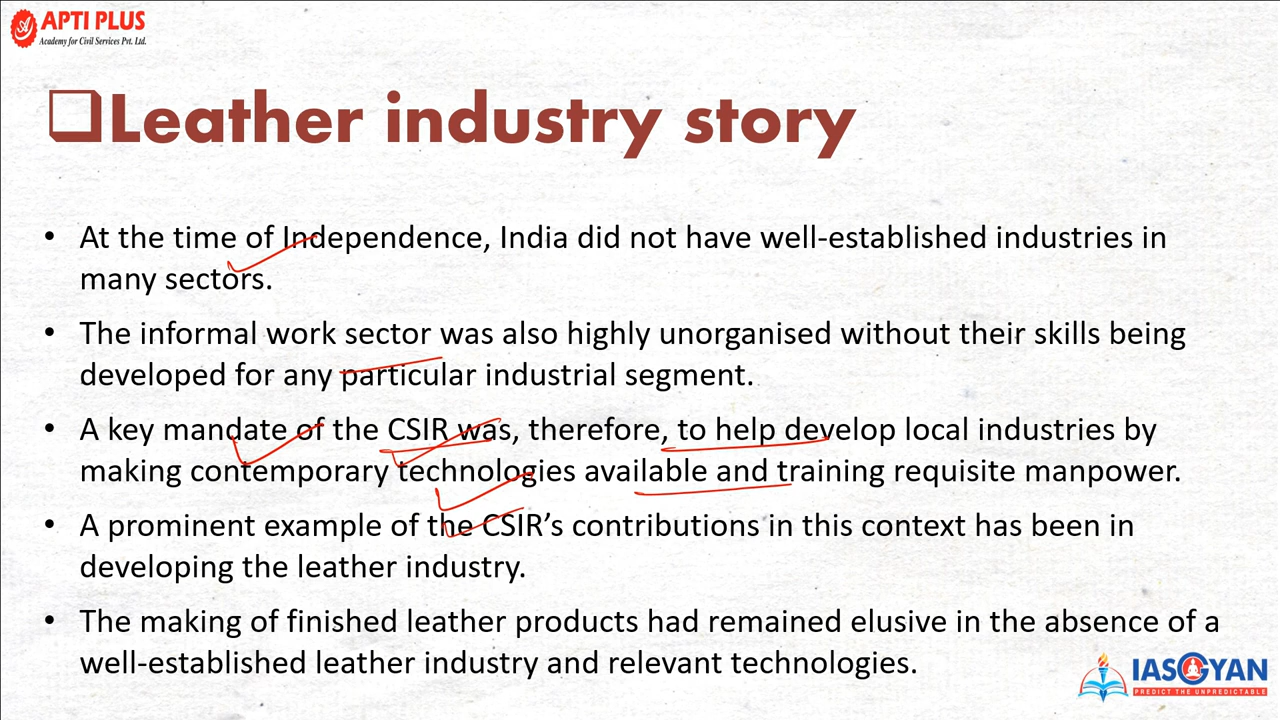 APTI PLUS
Academy for Civil Services Pvt. Ltd.
Leather industry story
• At the time of Independence, India did not have well-established industries in
many sectors.
• The informal work sector was also highly unorganised without their skills being
developed for any particular industrial segment.
• A key mandate of the CSIR was, therefore, to help develop local industries by
making contemporary technologies available and training requisite manpower.
• A prominent example of the CSIR’s contributions in this context has been in
developing the leather industry.
• The making of finished leather products had remained elusive in the absence of a
well-established leather industry and relevant technologies.
IASGYAN
PREDICT THE UNPREDICTABLE